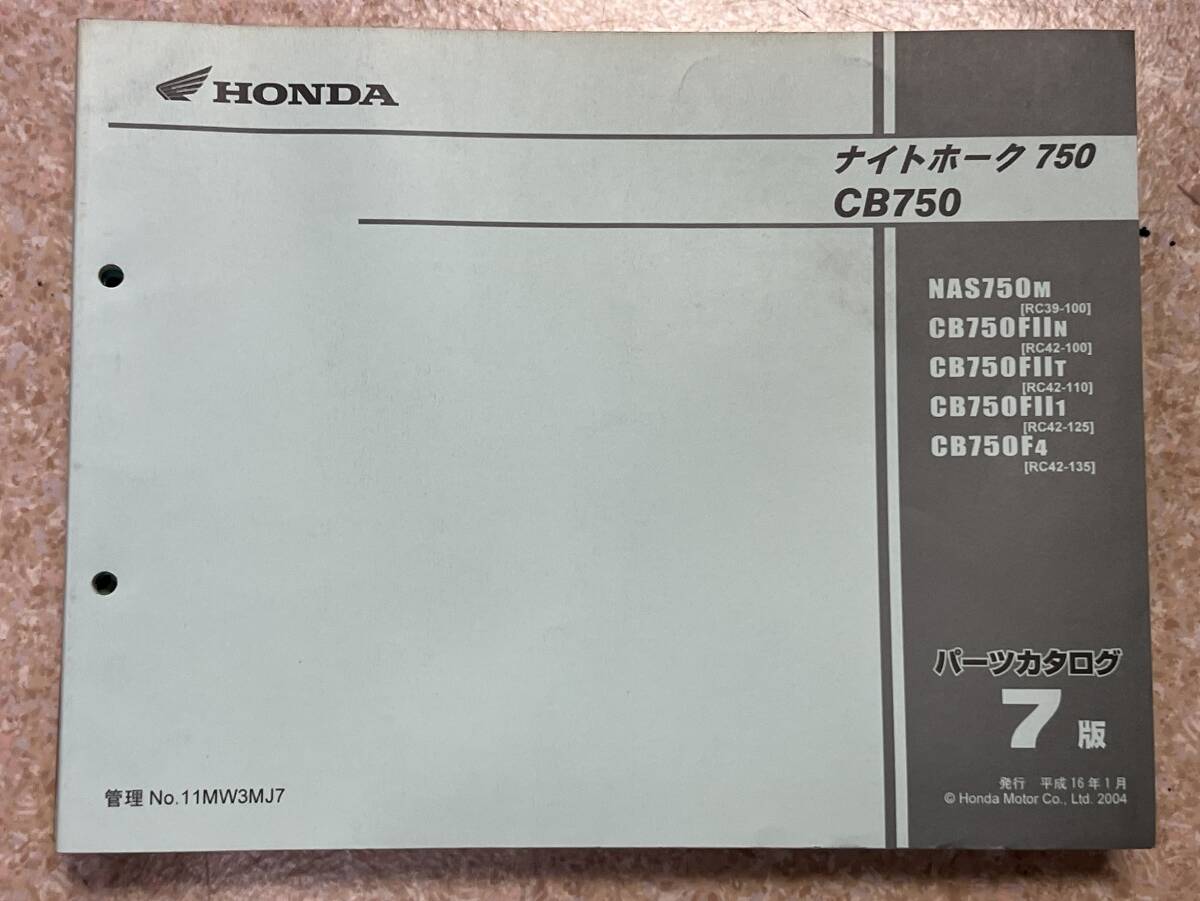 HONDA
ナイトホーク 750
CB750
NAS750M
[RC39-100]
CB750FIIN
[RC42-100]
CB750FIIT
[RC42-110]
CB750FII1
[RC42-125]
CB750F4
[RC42-135]
パーツカタログ
7 版
発行 平成16年1月
© Honda Motor Co., Ltd. 2004
管理 No.11MW3MJ7